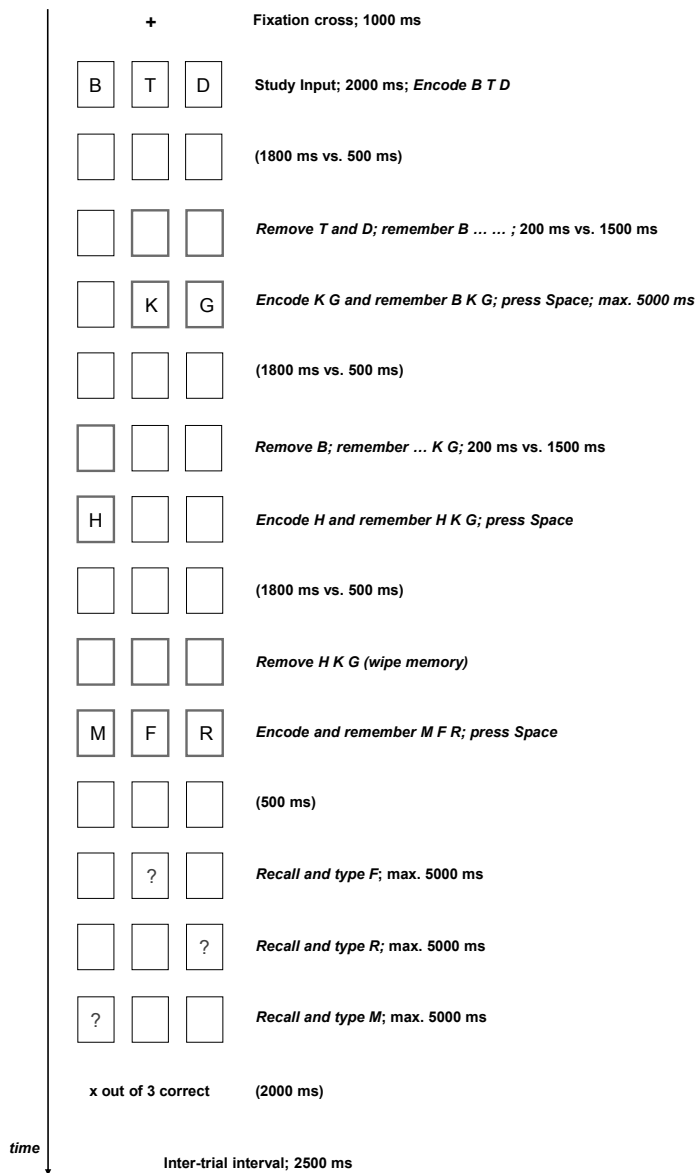 + Fixation cross; 1000 ms
B T D Study Input; 2000 ms; Encode B T D
(1800 ms vs. 500 ms)
Remove T and D; remember B … … ; 200 ms vs. 1500 ms
K G Encode K G and remember B K G; press Space; max. 5000 ms
(1800 ms vs. 500 ms)
Remove B; remember … K G; 200 ms vs. 1500 ms
H Encode H and remember H K G; press Space
(1800 ms vs. 500 ms)
Remove H K G (wipe memory)
M F R Encode and remember M F R; press Space
(500 ms)
? Recall and type F; max. 5000 ms
? Recall and type R; max. 5000 ms
? Recall and type M; max. 5000 ms
x out of 3 correct (2000 ms)
time
Inter-trial interval; 2500 ms